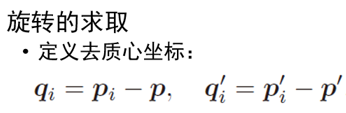 旋转的求取
• 定义去质心坐标：
qᵢ = pᵢ − p,   q′ᵢ = p′ᵢ − p′